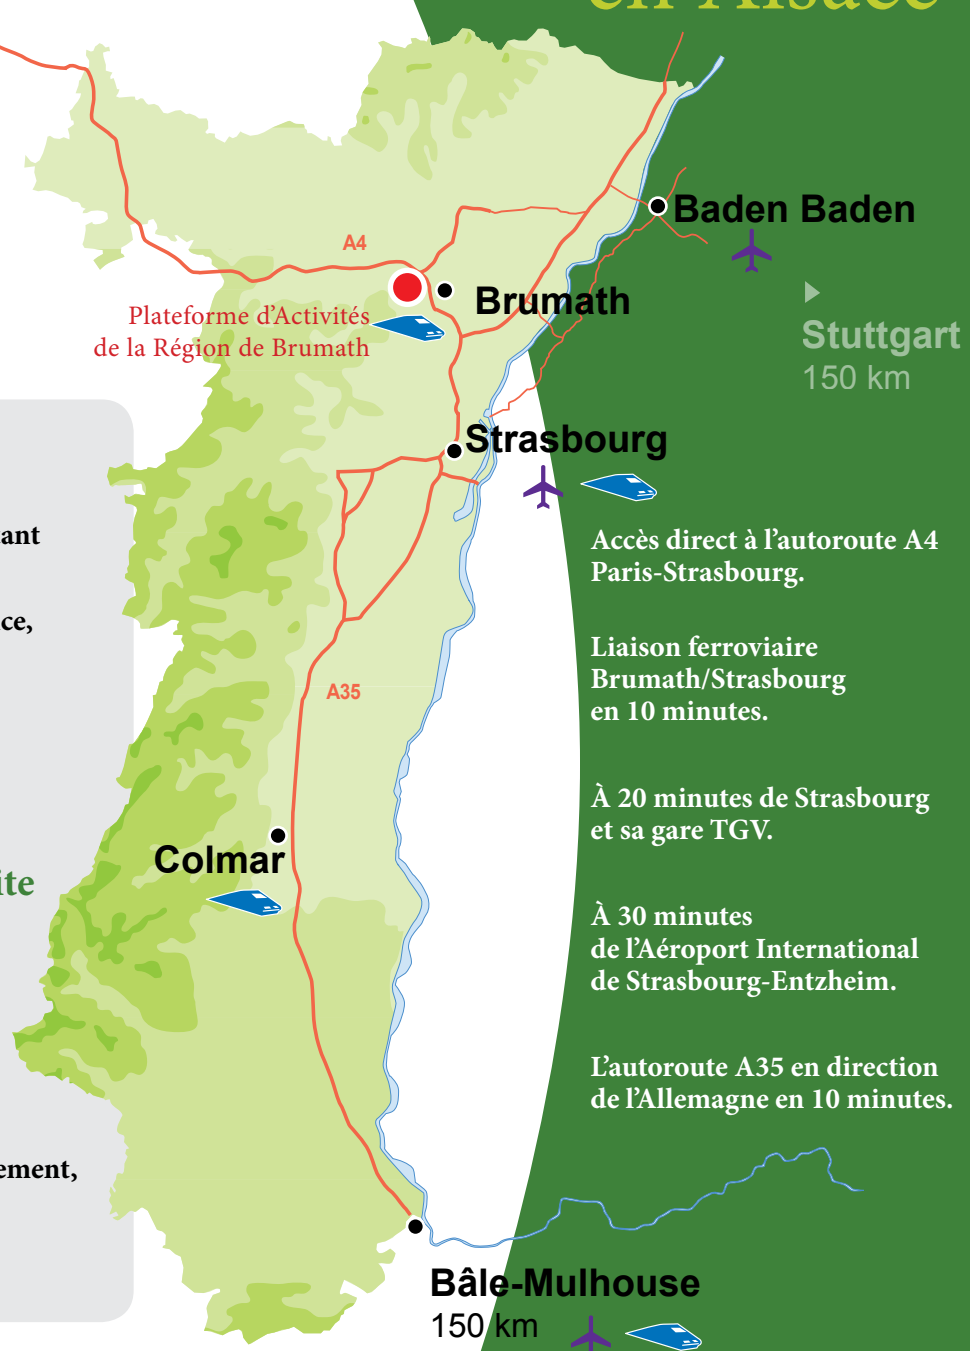 en Alsace
A4
Baden Baden
Brumath
Plateforme d’Activités
de la Région de Brumath
Stuttgart
150 km
Strasbourg
Accès direct à l’autoroute A4
Paris-Strasbourg.
Liaison ferroviaire
Brumath/Strasbourg
en 10 minutes.
A35
À 20 minutes de Strasbourg
et sa gare TGV.
Colmar
À 30 minutes
de l’Aéroport International
de Strasbourg-Entzheim.
L’autoroute A35 en direction
de l’Allemagne en 10 minutes.
Bâle-Mulhouse
150 km
ant
ce,
ite
ement,